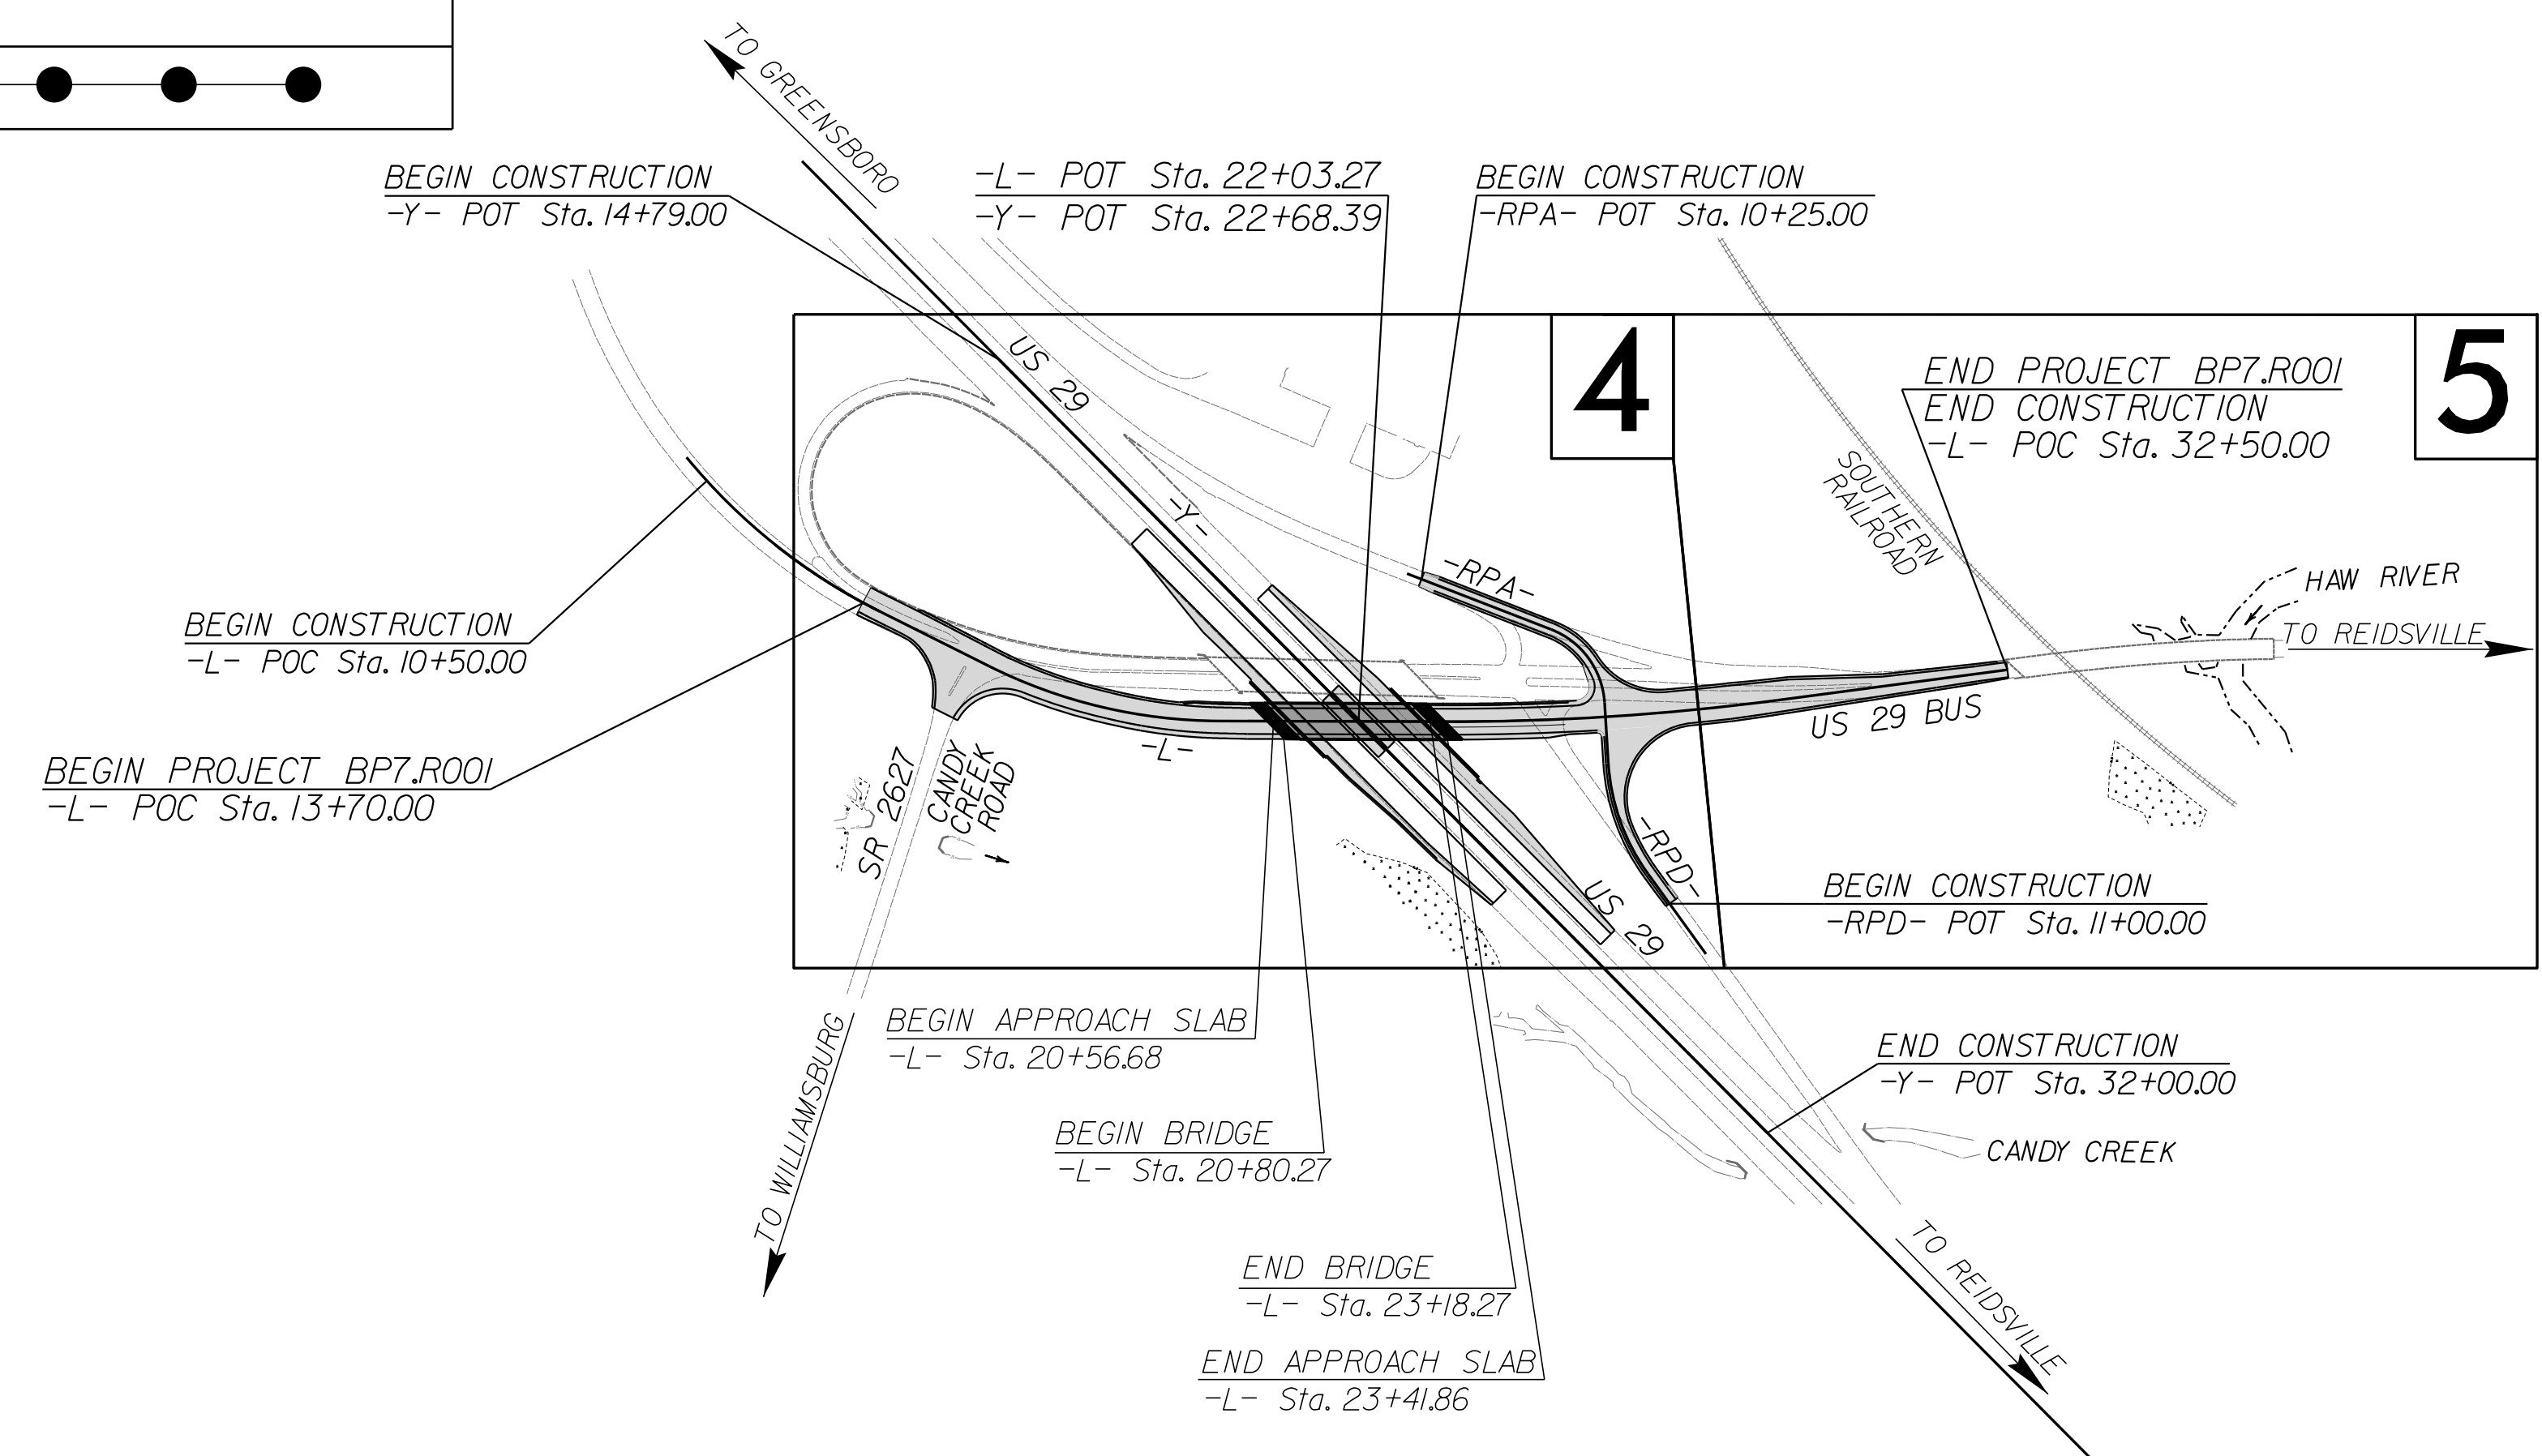 TO GREENSBORO
BEGIN CONSTRUCTION
-Y- POT Sta. 14+79.00
-L- POT Sta. 22+03.27
-Y- POT Sta. 22+68.39
BEGIN CONSTRUCTION
-RPA- POT Sta. 10+25.00
4
5
US 29
END PROJECT BP7.R001
END CONSTRUCTION
-L- POC Sta. 32+50.00
SOUTHERN
RAILROAD
-Y-
-RPA-
HAW RIVER
TO REIDSVILLE
BEGIN CONSTRUCTION
-L- POC Sta. 10+50.00
US 29 BUS
-L-
BEGIN PROJECT BP7.R001
-L- POC Sta. 13+70.00
SR 2627
CANDY
CREEK
ROAD
-RPD-
US 29
BEGIN CONSTRUCTION
-RPD- POT Sta. 11+00.00
TO WILLIAMSBURG
BEGIN APPROACH SLAB
-L- Sta. 20+56.68
END CONSTRUCTION
-Y- POT Sta. 32+00.00
BEGIN BRIDGE
-L- Sta. 20+80.27
CANDY CREEK
END BRIDGE
-L- Sta. 23+18.27
TO REIDSVILLE
END APPROACH SLAB
-L- Sta. 23+41.86